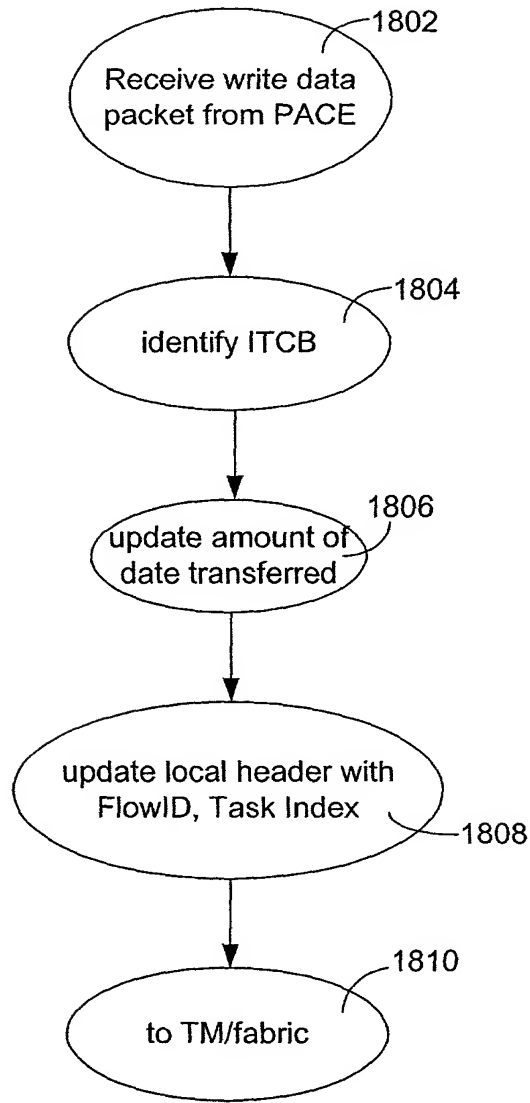 1802
Receive write data
packet from PACE
1804
identify ITCB
1806
update amount of
date transferred
update local header with
FlowID, Task Index
1808
1810
to TM/fabric